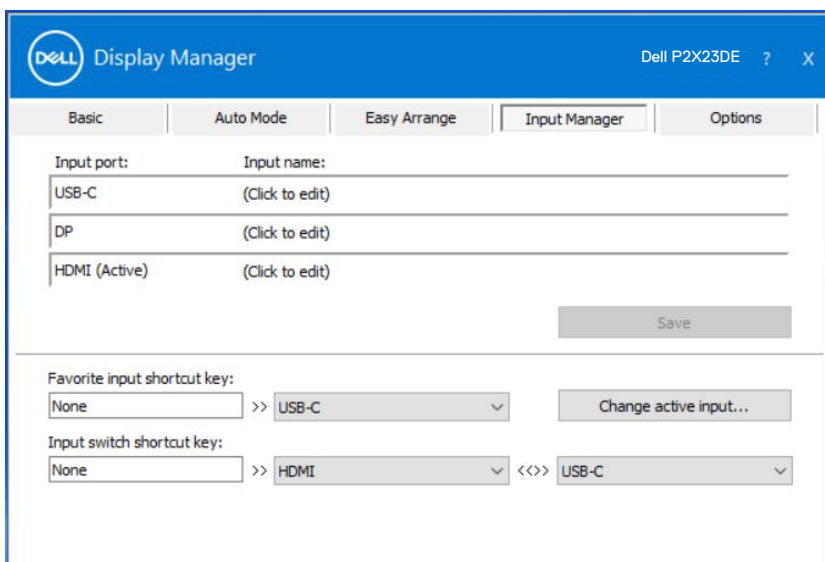 DELL Display Manager Dell P2X23DE ? X
Basic Auto Mode Easy Arrange Input Manager Options
Input port: Input name:
USB-C (Click to edit)
DP (Click to edit)
HDMI (Active) (Click to edit)
Save
Favorite input shortcut key:
None >> USB-C Change active input...
Input switch shortcut key:
None >> HDMI <<>> USB-C